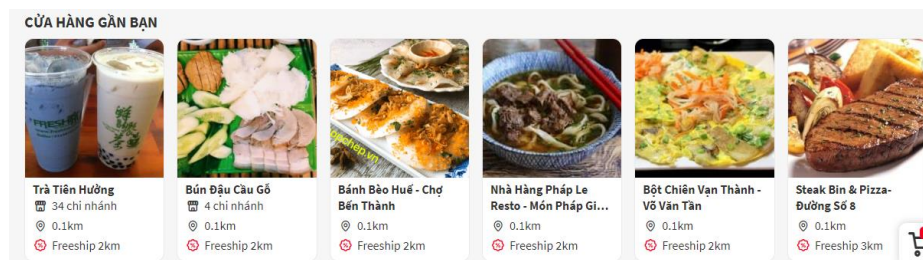 CỬA HÀNG GẦN BẠN
Trà Tiên Hưởng
34 chi nhánh
0.1km
Freeship 2km
Bún Đậu Cầu Gỗ
4 chi nhánh
0.1km
Freeship 2km
Bánh Bèo Huế - Chợ
Bến Thành
0.1km
Freeship 2km
Nhà Hàng Pháp Le
Resto - Món Pháp Gi...
0.1km
Freeship 2km
Bột Chiên Vạn Thành -
Võ Văn Tần
0.1km
Freeship 2km
Steak Bin & Pizza-
Đường Số 8
0.1km
Freeship 3km